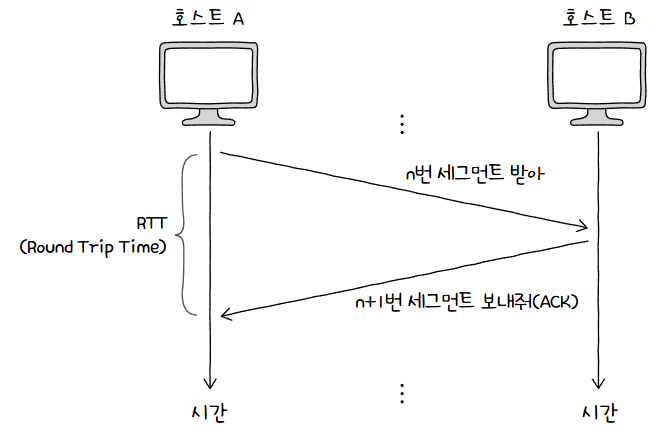 호스트 A
호스트 B
n번 세그먼트 받아
RTT
(Round Trip Time)
n+1번 세그먼트 보내줘(ACK)
시간
시간